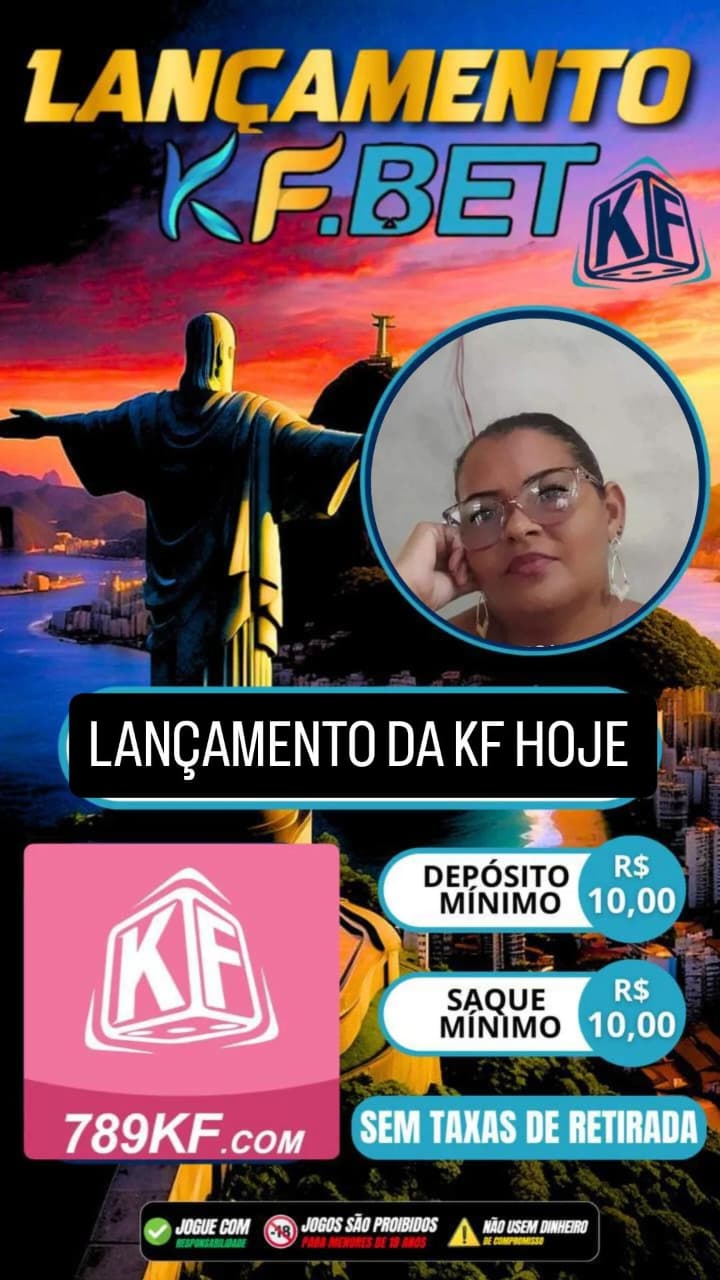 LANÇAMENTO
KF.BET
KF
LANÇAMENTO DA KF HOJE
KF
789KF.COM
DEPÓSITO
MÍNIMO
R$
10,00
SAQUE
MÍNIMO
R$
10,00
SEM TAXAS DE RETIRADA
JOGUE COM
RESPONSABILIDADE
-18
JOGOS SÃO PROIBIDOS
PARA MENORES DE 18 ANOS
NÃO USEM DINHEIRO
DE COMPROMISSO